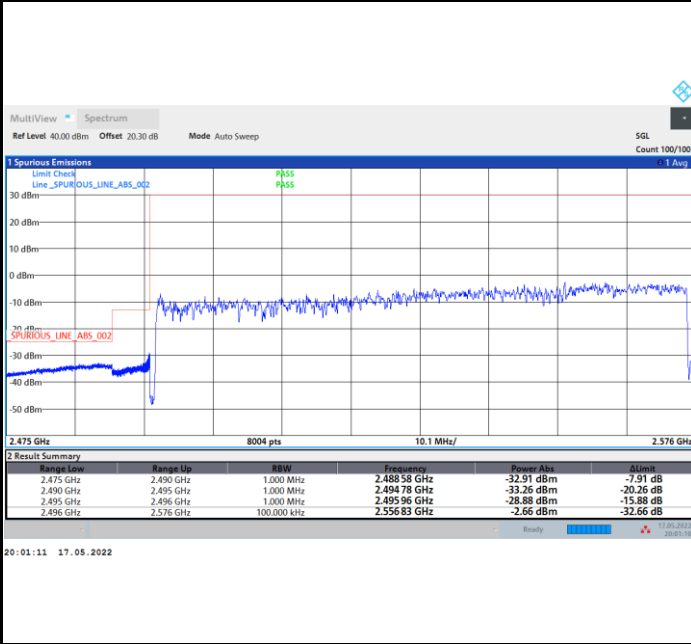 MultiView Spectrum
Ref Level 40.00 dBm Offset 20.30 dB Mode Auto Sweep SGL
Count 100/100
1 Spurious Emissions 1 Avg
Limit Check PASS
Line _SPURIOUS_LINE_ABS_002 PASS
30 dBm
20 dBm
10 dBm
0 dBm
-10 dBm
-20 dBm
_SPURIOUS_LINE_ABS_002
-30 dBm
-40 dBm
-50 dBm
2.475 GHz 8004 pts 10.1 MHz/ 2.576 GHz
2 Result Summary
Range Low Range Up RBW Frequency Power Abs ΔLimit
2.475 GHz 2.490 GHz 1.000 MHz 2.488 58 GHz -32.91 dBm -7.91 dB
2.490 GHz 2.495 GHz 1.000 MHz 2.494 78 GHz -33.26 dBm -20.26 dB
2.495 GHz 2.496 GHz 1.000 MHz 2.495 96 GHz -28.88 dBm -15.88 dB
2.496 GHz 2.576 GHz 100.000 kHz 2.556 83 GHz -2.66 dBm -32.66 dB
Ready 17.05.2022
20:01:10
20:01:11 17.05.2022